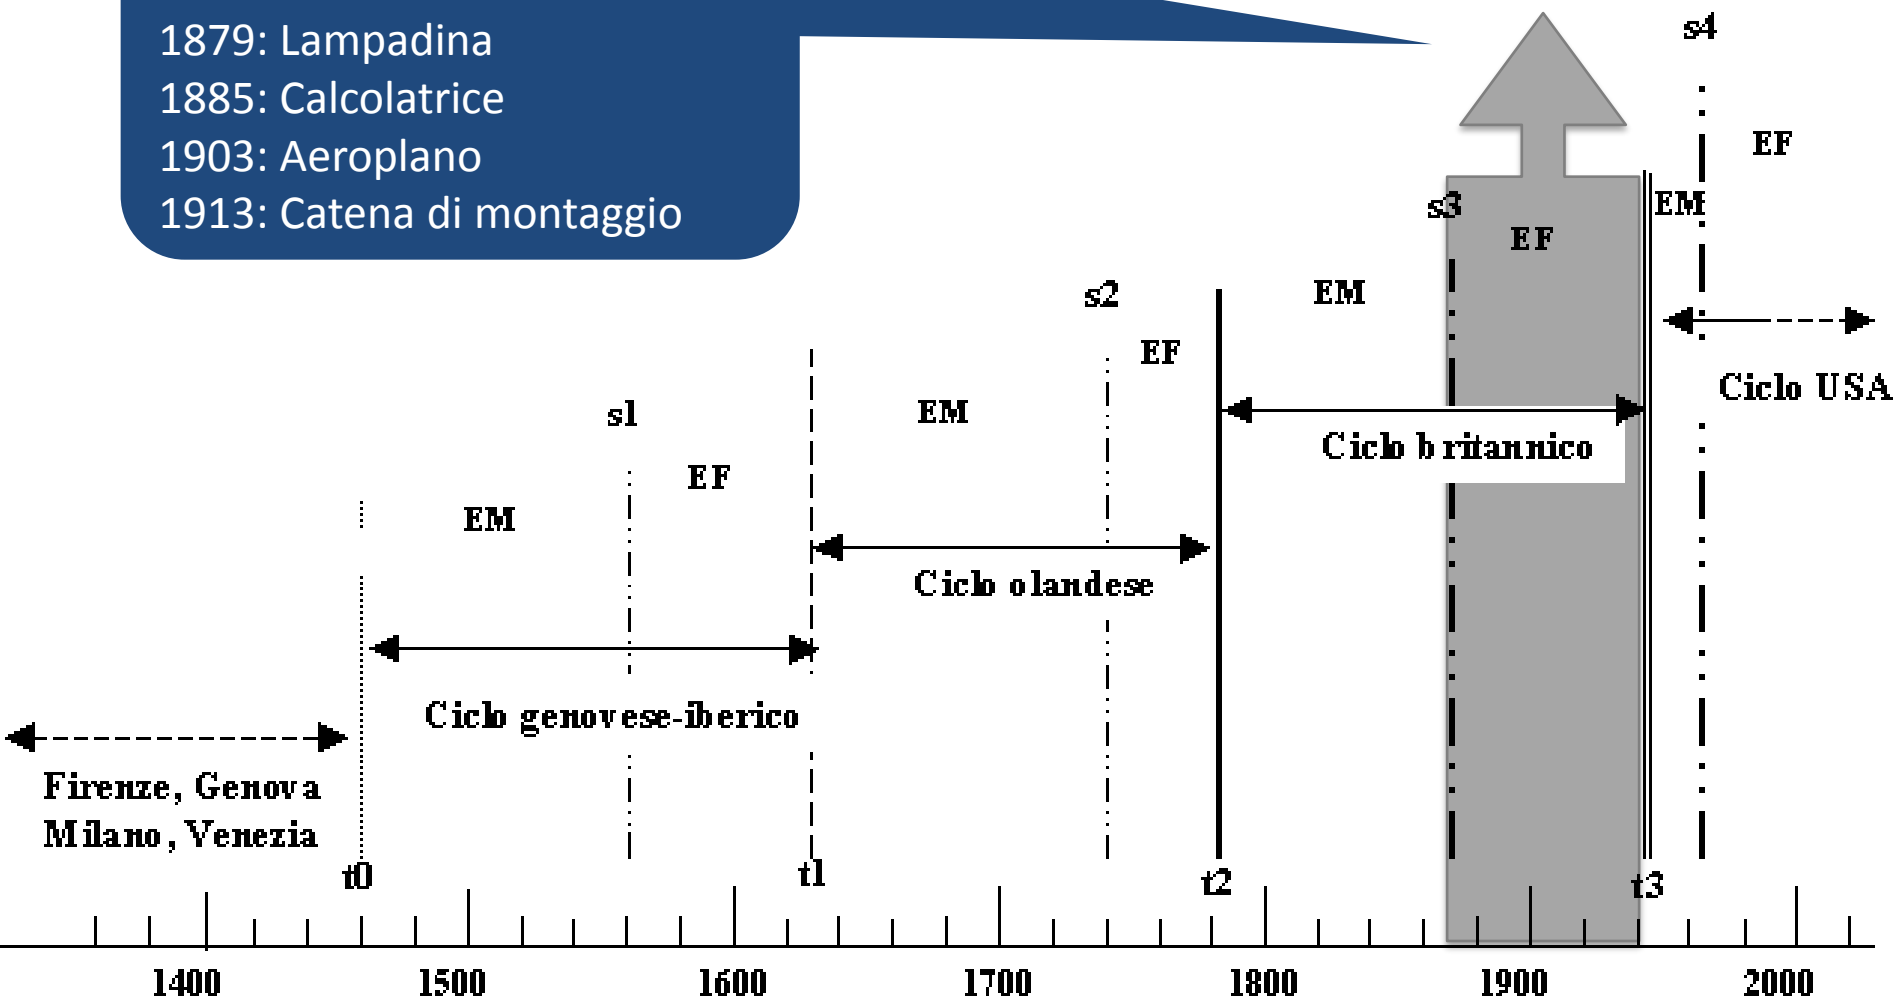 1879: Lampadina
1885: Calcolatrice
1903: Aeroplano
1913: Catena di montaggio
s4
EF
s3
EM
EF
s2
EM
EF
Ciclo USA
s1
EM
Ciclo britannico
EF
EM
Ciclo olandese
Ciclo genovese-iberico
Firenze, Genova
Milano, Venezia
t0
t1
t2
t3
1400 1500 1600 1700 1800 1900 2000